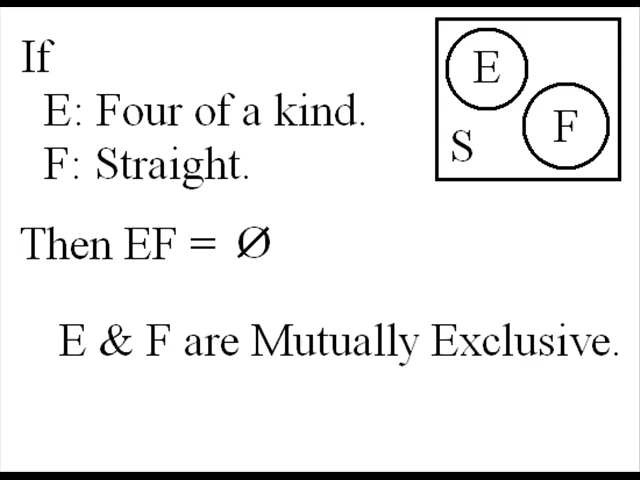 If
E: Four of a kind.
F: Straight.
Then EF = Ø
E & F are Mutually Exclusive.
E
F
S